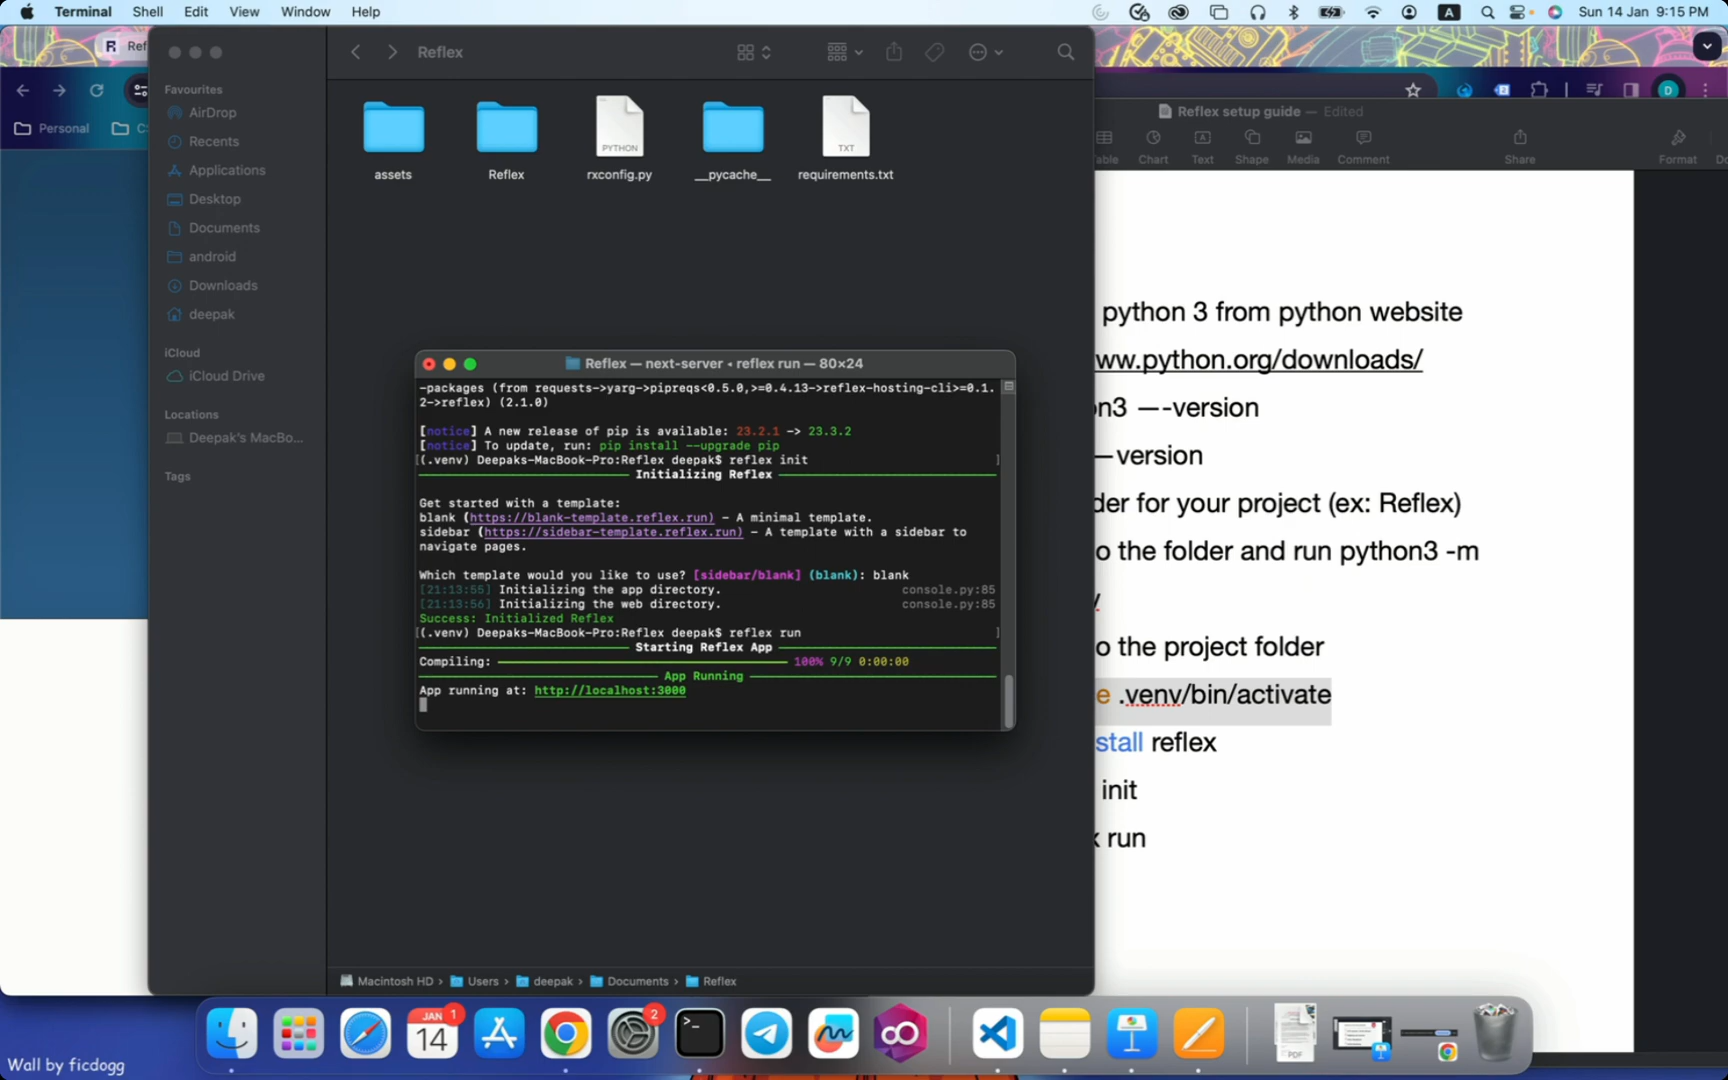 Terminal Shell Edit View Window Help
A
Sun 14 Jan 9:15 PM
R Ref
Reflex
D
Personal
Favourites
AirDrop
Recents
Applications
Desktop
Documents
android
Downloads
deepak
iCloud
iCloud Drive
Locations
Deepak's MacBo...
Tags
PYTHON
TXT
assets
Reflex
rxconfig.py
__pycache__
requirements.txt
Reflex setup guide — Edited
able
Chart
Text
Shape
Media
Comment
Share
Format
python 3 from python website
ww.python.org/downloads/
n3 —-version
—version
der for your project (ex: Reflex)
o the folder and run python3 -m
o the project folder
e .venv/bin/activate
stall reflex
init
x run
Reflex — next-server • reflex run — 80×24
-packages (from requests->yarg->pipreqs<0.5.0,>=0.4.13->reflex-hosting-cli>=0.1.
2->reflex) (2.1.0)
[notice] A new release of pip is available: 23.2.1 -> 23.3.2
[notice] To update, run: pip install --upgrade pip
[(.venv) Deepaks-MacBook-Pro:Reflex deepak$ reflex init ]
Initializing Reflex
Get started with a template:
blank (https://blank-template.reflex.run) - A minimal template.
sidebar (https://sidebar-template.reflex.run) - A template with a sidebar to
navigate pages.
Which template would you like to use? [sidebar/blank] (blank): blank
[21:13:55] Initializing the app directory. console.py:85
[21:13:56] Initializing the web directory. console.py:85
Success: Initialized Reflex
[(.venv) Deepaks-MacBook-Pro:Reflex deepak$ reflex run ]
Starting Reflex App
Compiling: 100% 9/9 0:00:00
App Running
App running at: http://localhost:3000
Macintosh HD › Users › deepak › Documents › Reflex
JAN
14
1
2
>_
PDF
Wall by ficdogg